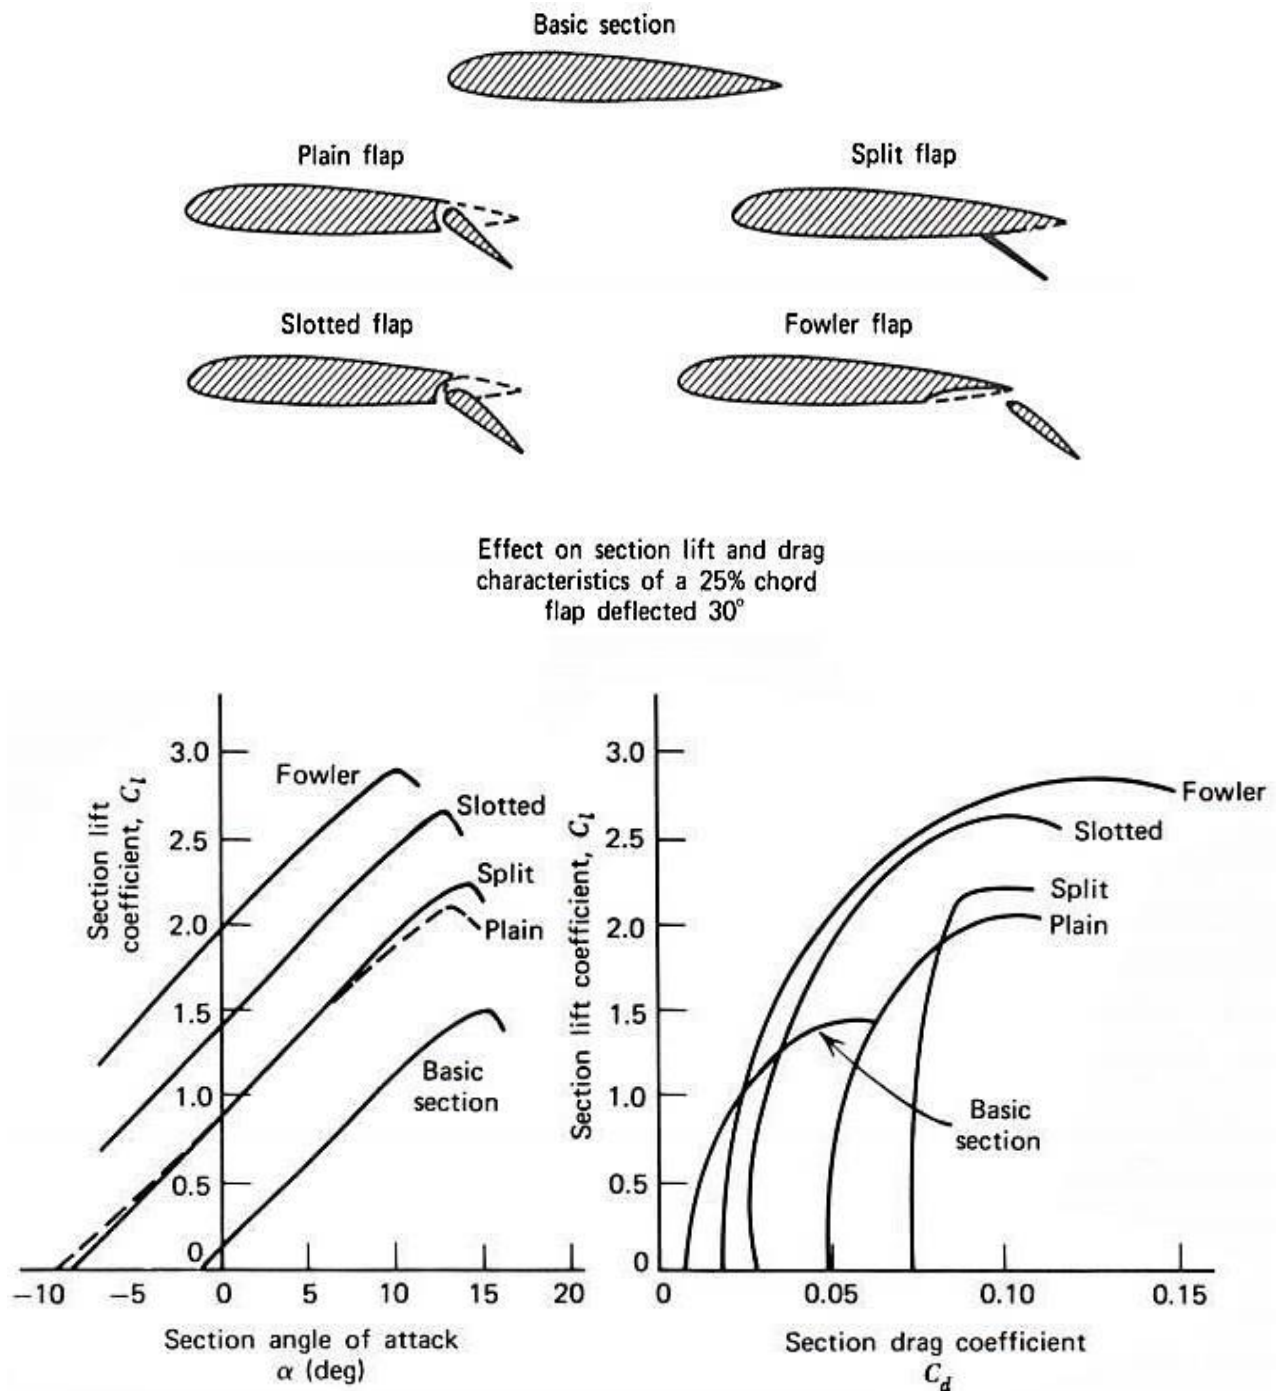 Basic section
Plain flap
Split flap
Slotted flap
Fowler flap
Effect on section lift and drag
characteristics of a 25% chord
flap deflected 30°
Section lift
coefficient, C_l
3.0
2.5
2.0
1.5
1.0
0.5
0
Fowler
Slotted
Split
Plain
Basic
section
−10 −5 0 5 10 15 20
Section angle of attack
α (deg)
Section lift coefficient, C_l
3.0
2.5
2.0
1.5
1.0
0.5
0
Fowler
Slotted
Split
Plain
Basic
section
0 0.05 0.10 0.15
Section drag coefficient
C_d